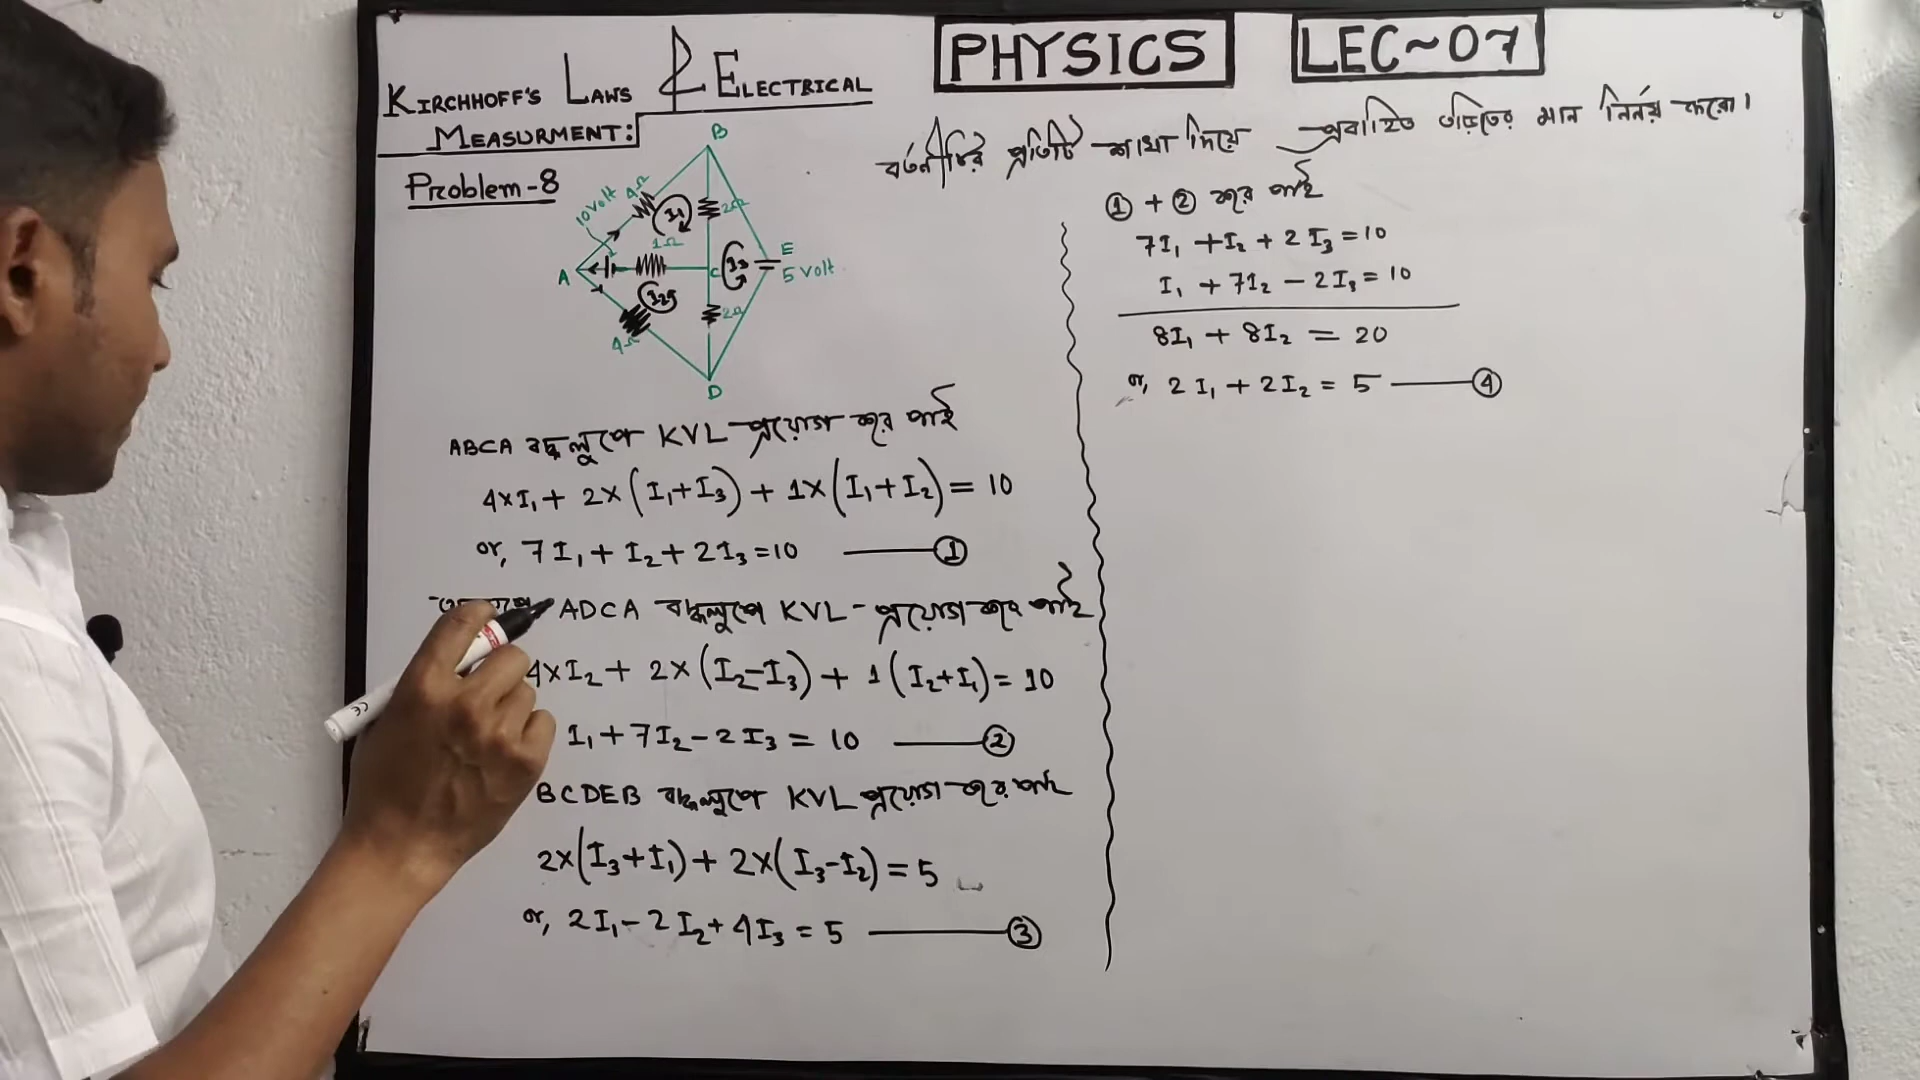 KIRCHHOFF'S LAWS & ELECTRICAL
MEASURMENT:
PHYSICS
LEC~07
Problem-8
বর্তনীটির প্রতিটি শাখা দিয়ে প্রবাহিত তড়িতের মান নির্নয় করো।
B
10 volt
4Ω
I₁
2Ω
1Ω
A
C
I₃
E
5 volt
I₂
4Ω
2Ω
D
ABCA বদ্ধলুপে KVL প্রয়োগ করে পাই
4×I₁ + 2×(I₁+I₃) + 1×(I₁+I₂) = 10
or, 7I₁ + I₂ + 2I₃ = 10 ——— ①
ADCA বদ্ধলুপে KVL প্রয়োগ করে পাই
4×I₂ + 2×(I₂-I₃) + 1(I₂+I₁) = 10
I₁ + 7I₂ - 2I₃ = 10 ——— ②
BCDEB বদ্ধলুপে KVL প্রয়োগ করে পাই
2×(I₃+I₁) + 2×(I₃-I₂) = 5
or, 2I₁ - 2I₂ + 4I₃ = 5 ——— ③
① + ② করে পাই
7I₁ + I₂ + 2I₃ = 10
I₁ + 7I₂ - 2I₃ = 10
8I₁ + 8I₂ = 20
or, 2I₁ + 2I₂ = 5 ——— ④